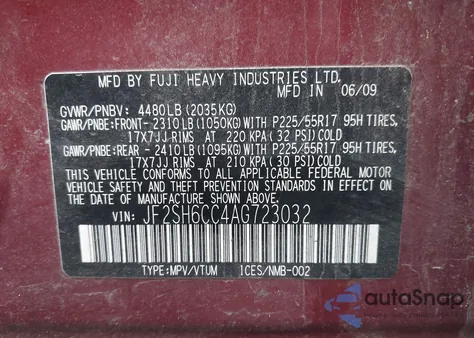 MFD BY FUJI HEAVY INDUSTRIES LTD.
GVWR/PNBV: 4480LB (2035KG) MFD IN 06/09
GAWR/PNBE:FRONT-2310LB(1050KG)WITH P225/55R17 95H TIRES,
17X7JJ RIMS AT 220 KPA(32 PSI)COLD
GAWR/PNBE:REAR -2410LB(1095KG)WITH P225/55R17 95H TIRES,
17X7JJ RIMS AT 210 KPA(30 PSI)COLD
THIS VEHICLE CONFORMS TO ALL APPLICABLE FEDERAL MOTOR
VEHICLE SAFETY AND THEFT PREVENTION STANDARDS IN EFFECT ON
THE DATE OF MANUFACTURE SHOWN ABOVE.
VIN: JF2SH6CC4AG723032
TYPE:MPV/VTUM ICES/NMB-002
autoSnap